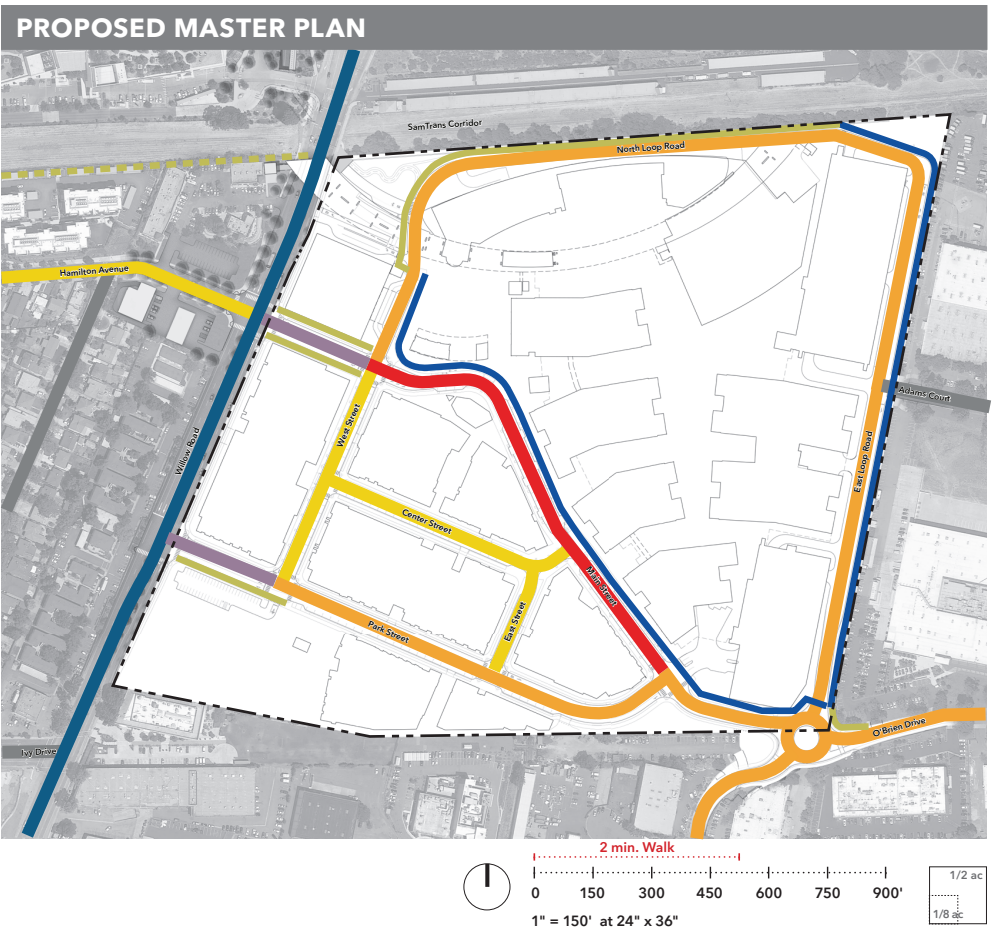 PROPOSED MASTER PLAN
SamTrans Corridor
North Loop Road
Hamilton Avenue
Adams Court
West Street
Willow Road
East Loop Road
Center Street
Main Street
East Street
Park Street
O'Brien Drive
Ivy Drive
2 min. Walk
0 150 300 450 600 750 900'
1" = 150' at 24" x 36"
1/2 ac
1/8 ac